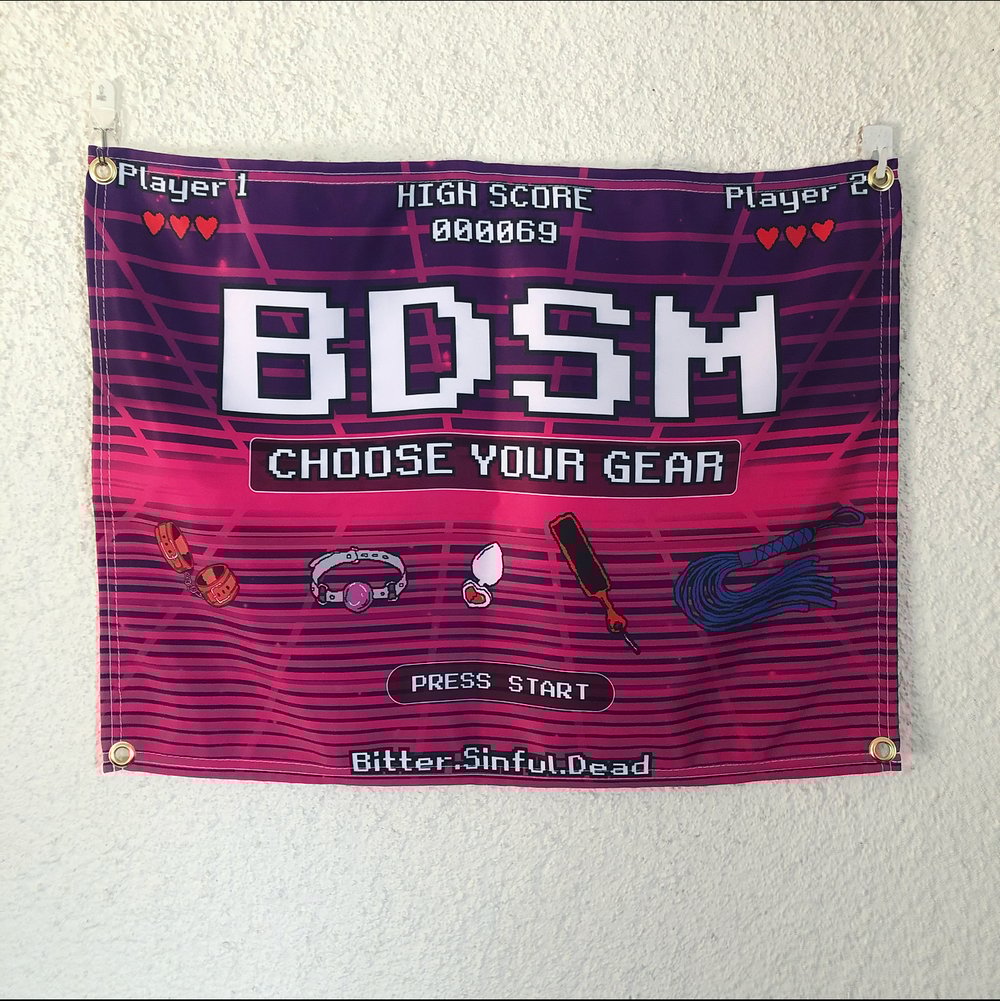 Player 1
HIGH SCORE
Player 2
000069
BDSM
CHOOSE YOUR GEAR
PRESS START
Bitter.Sinful.Dead